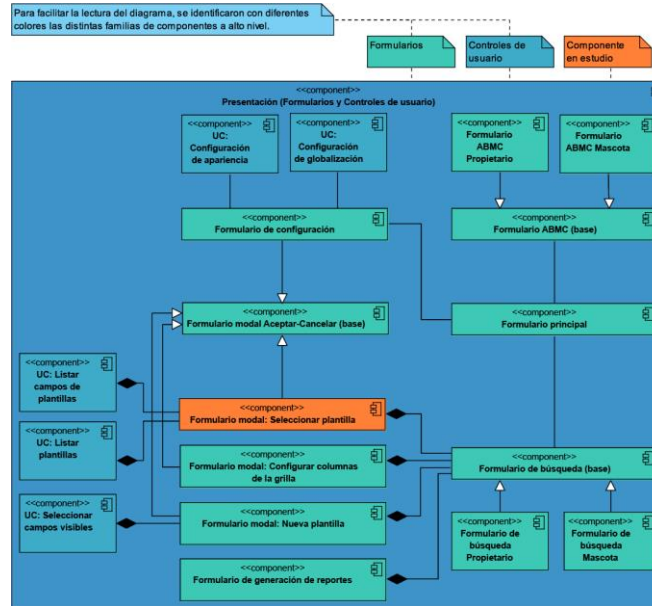 Para facilitar la lectura del diagrama, se identificaron con diferentes
colores las distintas familias de componentes a alto nivel.
Formularios
Controles de
usuario
Componente
en estudio
<<component>>
Presentación (Formularios y Controles de usuario)
<<component>>
UC:
Configuración
de apariencia
<<component>>
UC:
Configuración
de globalización
<<component>>
Formulario
ABMC
Propietario
<<component>>
Formulario
ABMC Mascota
<<component>>
Formulario de configuración
<<component>>
Formulario ABMC (base)
<<component>>
Formulario modal Aceptar-Cancelar (base)
<<component>>
Formulario principal
<<component>>
UC: Listar
campos de
plantillas
<<component>>
Formulario modal: Seleccionar plantilla
<<component>>
UC: Listar
plantillas
<<component>>
Formulario modal: Configurar columnas
de la grilla
<<component>>
Formulario de búsqueda (base)
<<component>>
UC: Seleccionar
campos visibles
<<component>>
Formulario modal: Nueva plantilla
<<component>>
Formulario de
búsqueda
Propietario
<<component>>
Formulario de
búsqueda
Mascota
<<component>>
Formulario de generación de reportes